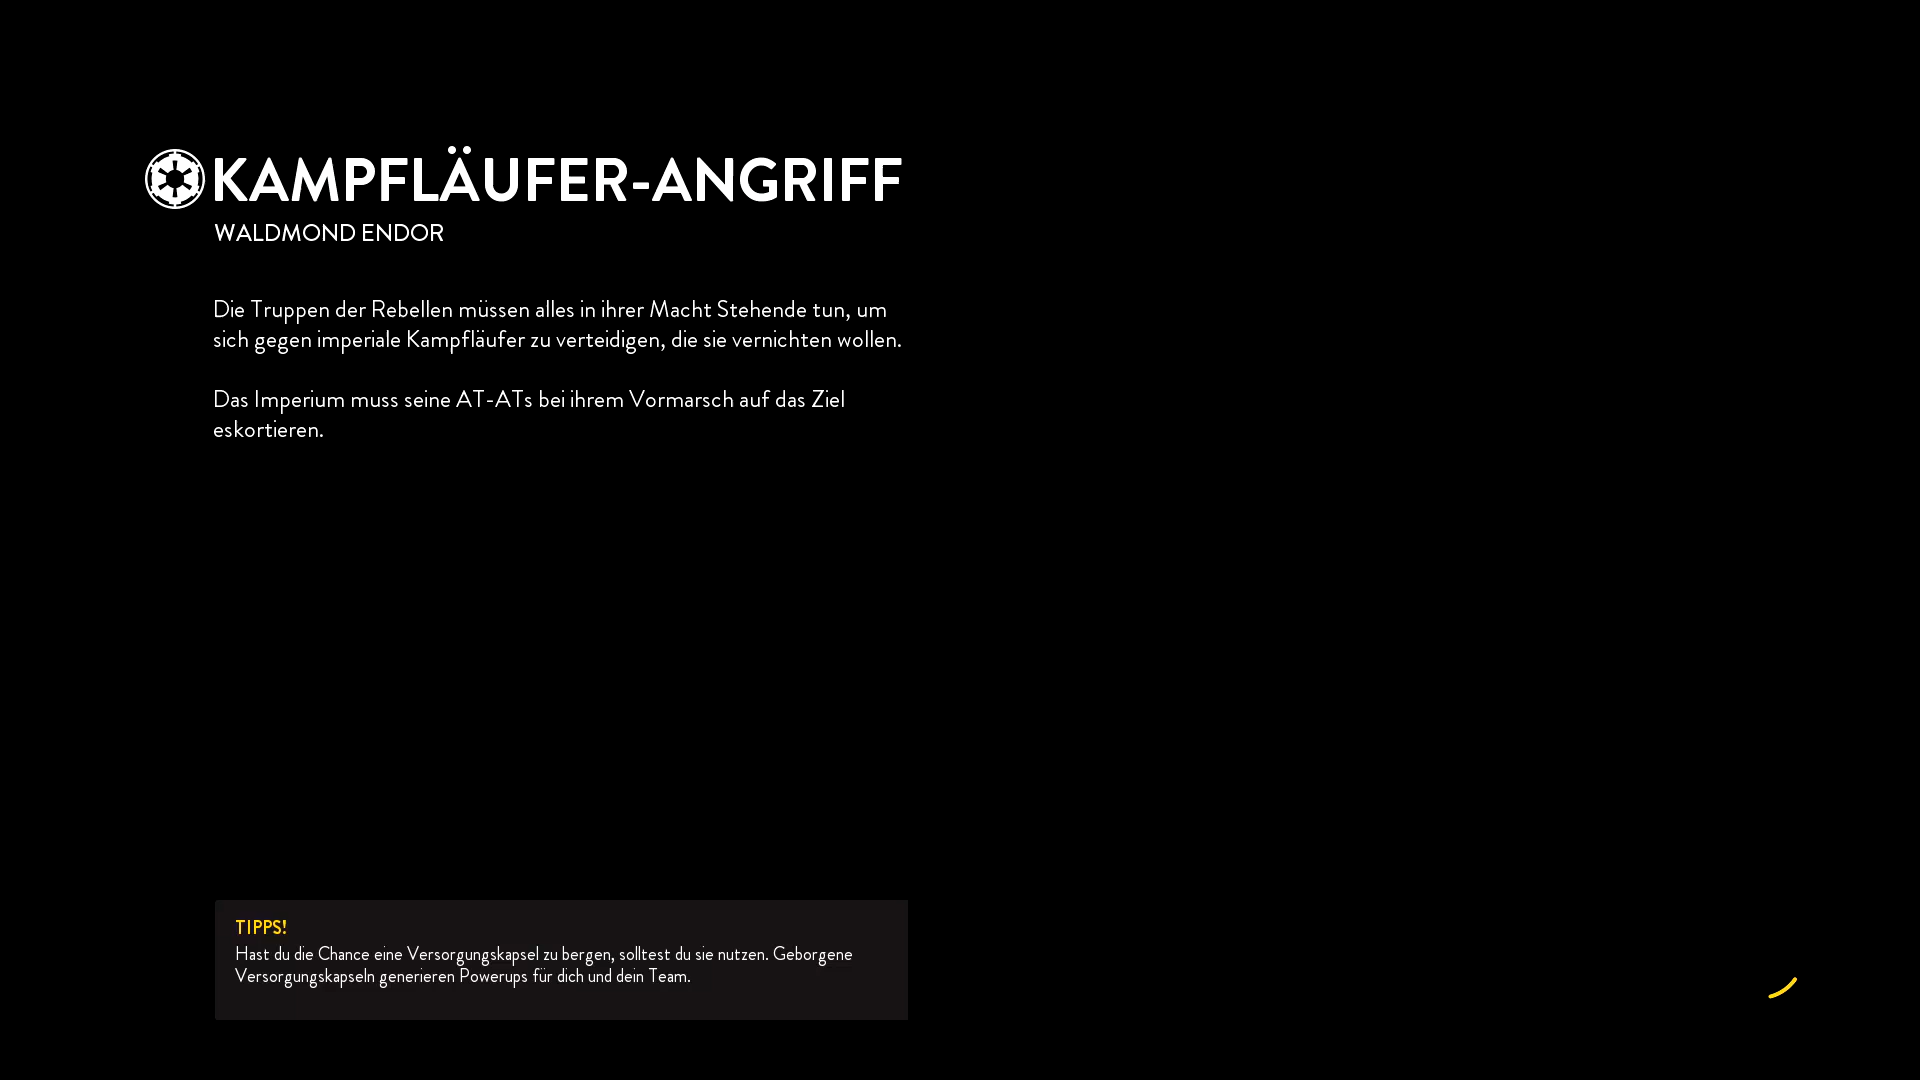 KAMPFLÄUFER-ANGRIFF
WALDMOND ENDOR
Die Truppen der Rebellen müssen alles in ihrer Macht Stehende tun, um
sich gegen imperiale Kampfläufer zu verteidigen, die sie vernichten wollen.
Das Imperium muss seine AT-ATs bei ihrem Vormarsch auf das Ziel
eskortieren.
TIPPS!
Hast du die Chance eine Versorgungskapsel zu bergen, solltest du sie nutzen. Geborgene
Versorgungskapseln generieren Powerups für dich und dein Team.